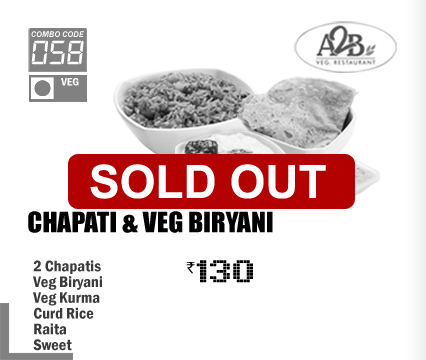 COMBO CODE
058
VEG
A2B
VEG. RESTAURANT
SOLD OUT
CHAPATI & VEG BIRYANI
2 Chapatis
Veg Biryani
Veg Kurma
Curd Rice
Raita
Sweet
₹130